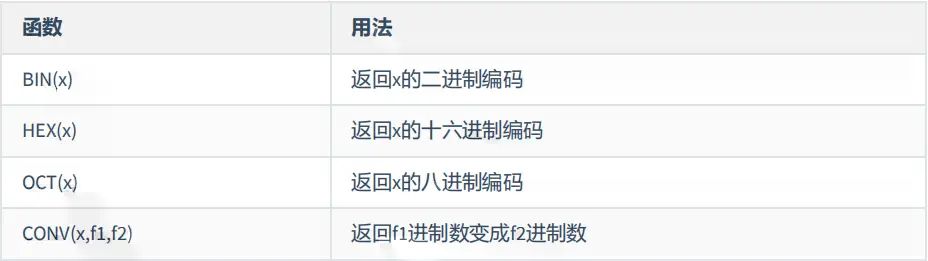 函数 用法
BIN(x) 返回x的二进制编码
HEX(x) 返回x的十六进制编码
OCT(x) 返回x的八进制编码
CONV(x,f1,f2) 返回f1进制数变成f2进制数